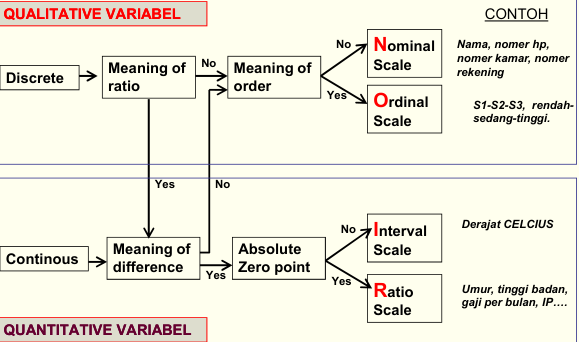 QUALITATIVE VARIABEL
CONTOH
Discrete
Meaning of
ratio
No
Meaning of
order
No
Yes
Nominal
Scale
Nama, nomer hp,
nomer kamar, nomer
rekening
Ordinal
Scale
S1-S2-S3, rendah-
sedang-tinggi.
Yes
No
Continous
Meaning of
difference
Yes
Absolute
Zero point
No
Yes
Interval
Scale
Derajat CELCIUS
Ratio
Scale
Umur, tinggi badan,
gaji per bulan, IP....
QUANTITATIVE VARIABEL